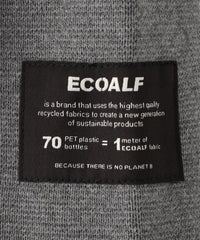 ECOALF
is a brand that uses the highest quality
recycled fabrics to create a new generation
of sustainable products
70 PET plastic bottles = 1 meter of ECOALF fabric
BECAUSE THERE IS NO PLANET B